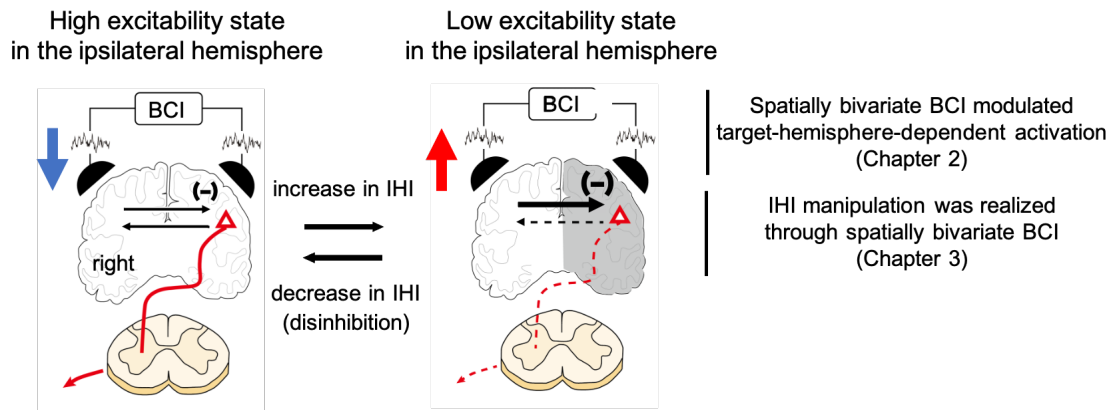 High excitability state
in the ipsilateral hemisphere
Low excitability state
in the ipsilateral hemisphere
BCI
(-)
right
increase in IHI
decrease in IHI
(disinhibition)
BCI
(-)
Spatially bivariate BCI modulated
target-hemisphere-dependent activation
(Chapter 2)
IHI manipulation was realized
through spatially bivariate BCI
(Chapter 3)